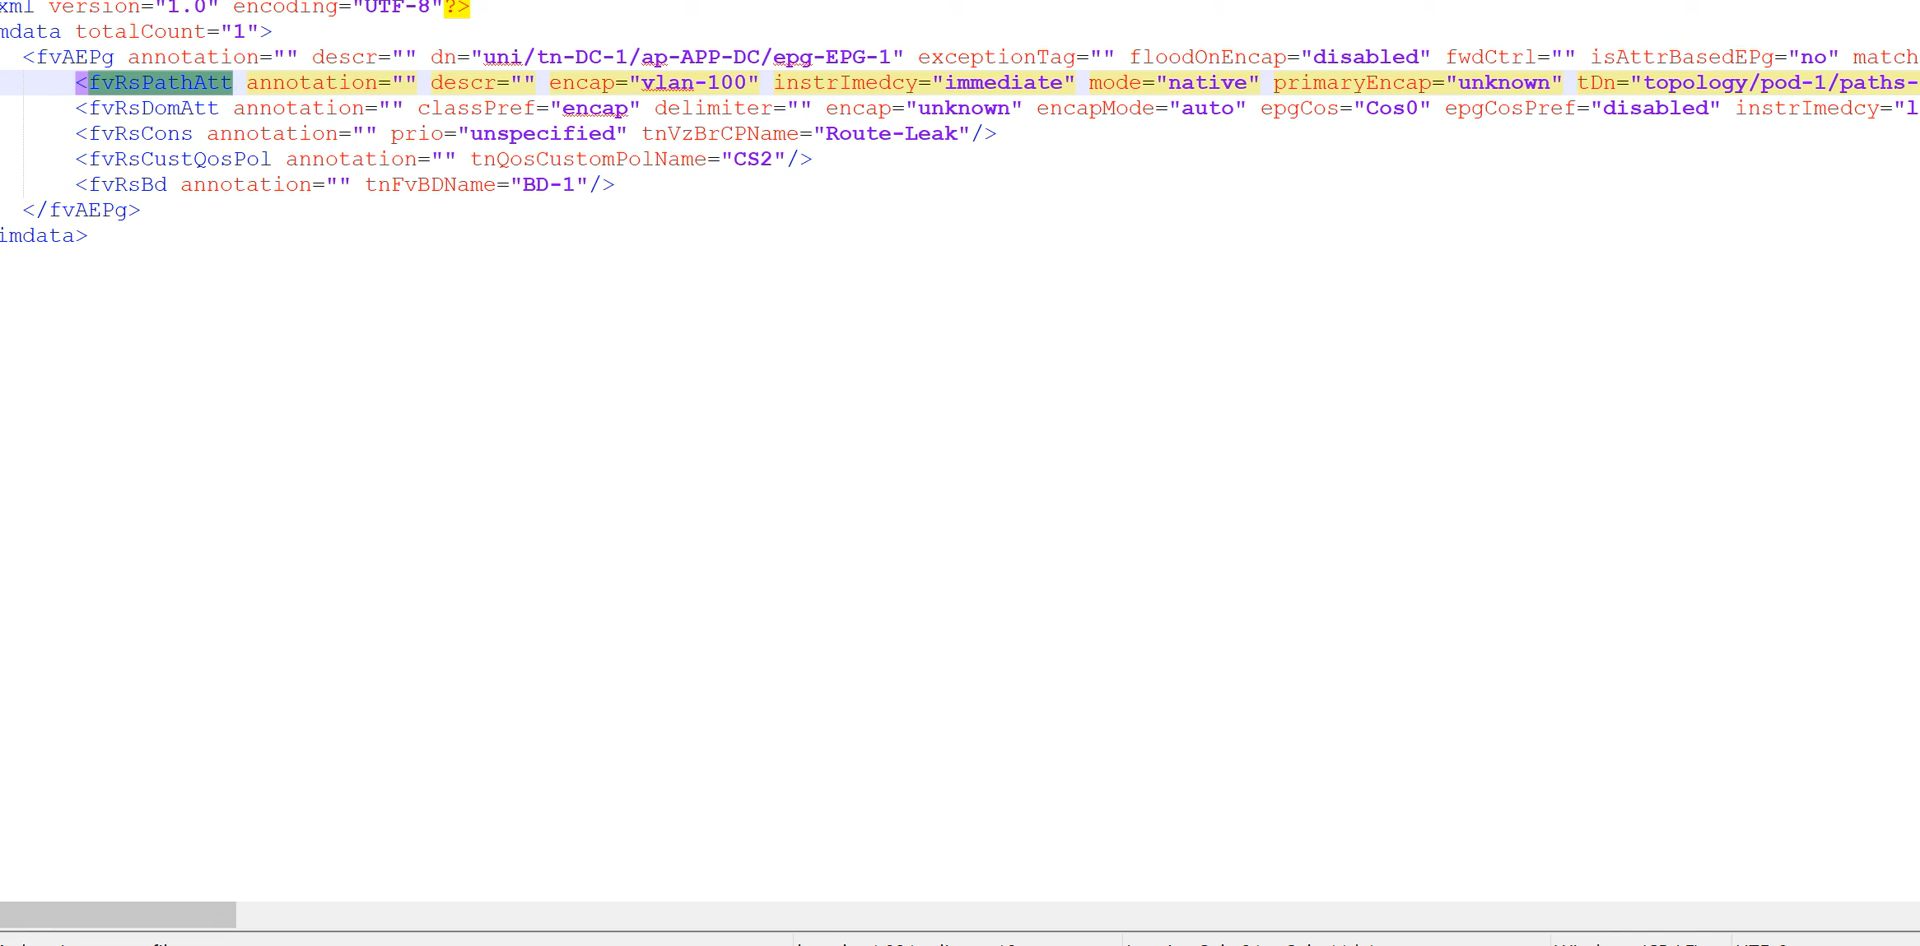 xml version="1.0" encoding="UTF-8"?>
mdata totalCount="1">
<fvAEPg annotation="" descr="" dn="uni/tn-DC-1/ap-APP-DC/epg-EPG-1" exceptionTag="" floodOnEncap="disabled" fwdCtrl="" isAttrBasedEPg="no" match
<fvRsPathAtt annotation="" descr="" encap="vlan-100" instrImedcy="immediate" mode="native" primaryEncap="unknown" tDn="topology/pod-1/paths-
<fvRsDomAtt annotation="" classPref="encap" delimiter="" encap="unknown" encapMode="auto" epgCos="Cos0" epgCosPref="disabled" instrImedcy="l
<fvRsCons annotation="" prio="unspecified" tnVzBrCPName="Route-Leak"/>
<fvRsCustQosPol annotation="" tnQosCustomPolName="CS2"/>
<fvRsBd annotation="" tnFvBDName="BD-1"/>
</fvAEPg>
imdata>